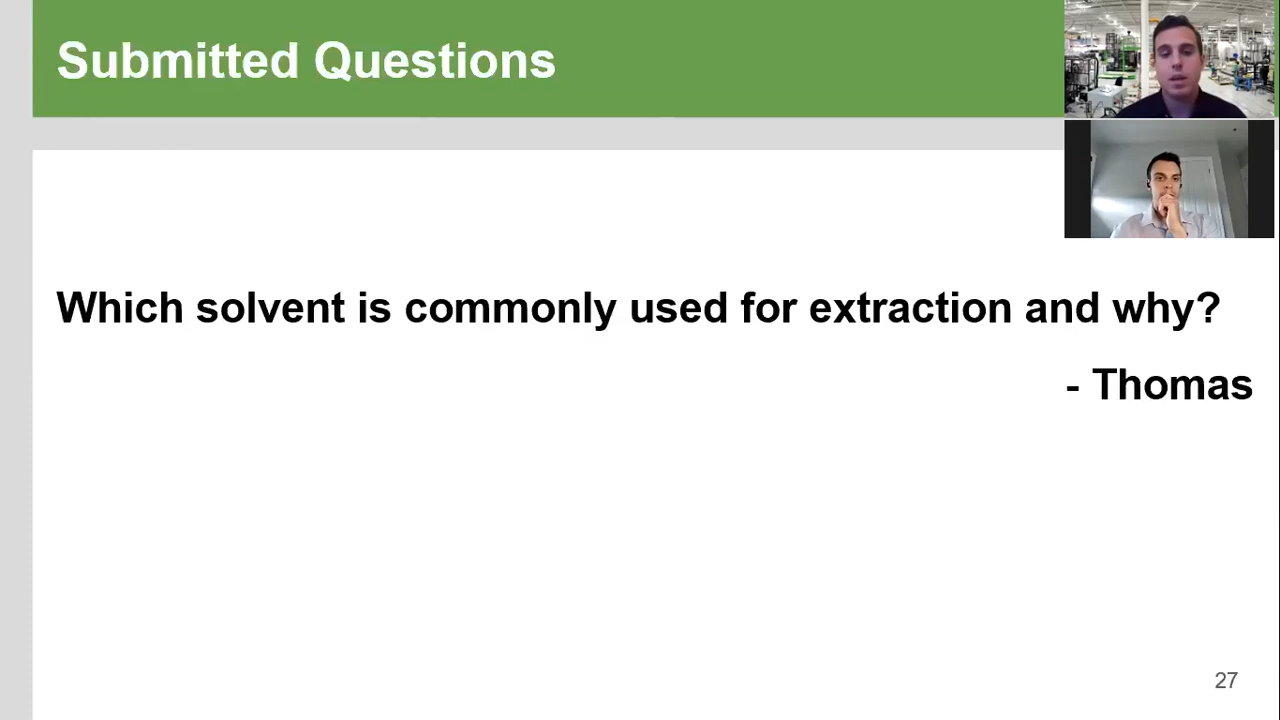 Submitted Questions
Which solvent is commonly used for extraction and why?
- Thomas
27